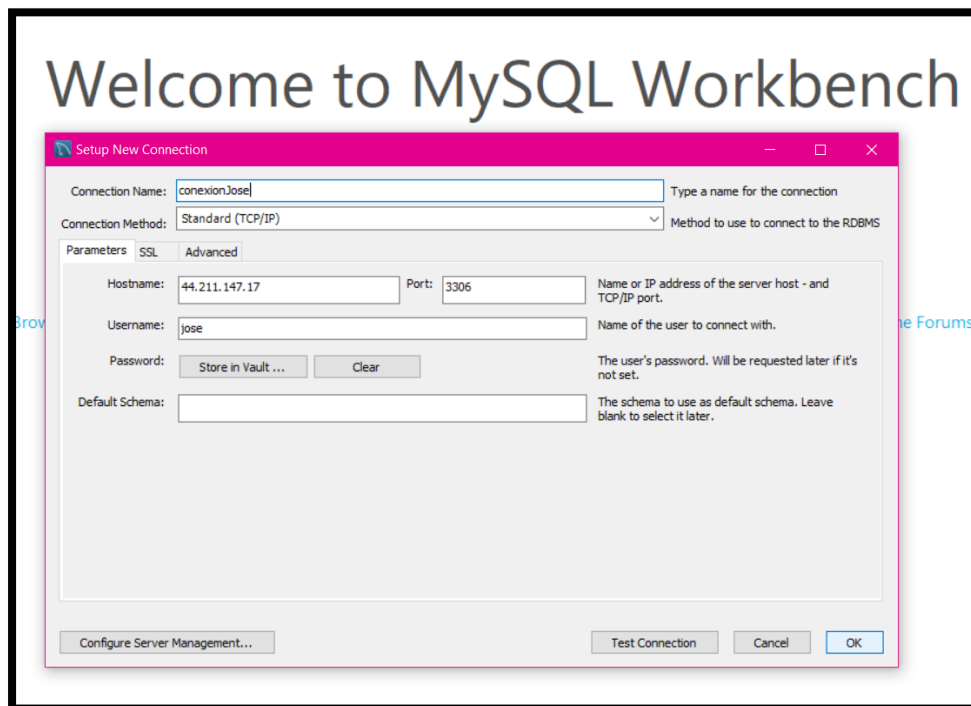 Welcome to MySQL Workbench
Setup New Connection
Connection Name: conexionJose Type a name for the connection
Connection Method: Standard (TCP/IP) Method to use to connect to the RDBMS
Parameters SSL Advanced
Hostname: 44.211.147.17 Port: 3306 Name or IP address of the server host - and
TCP/IP port.
Username: jose Name of the user to connect with.
Password: Store in Vault ... Clear The user's password. Will be requested later if it's
not set.
Default Schema: The schema to use as default schema. Leave
blank to select it later.
Configure Server Management... Test Connection Cancel OK
Forums